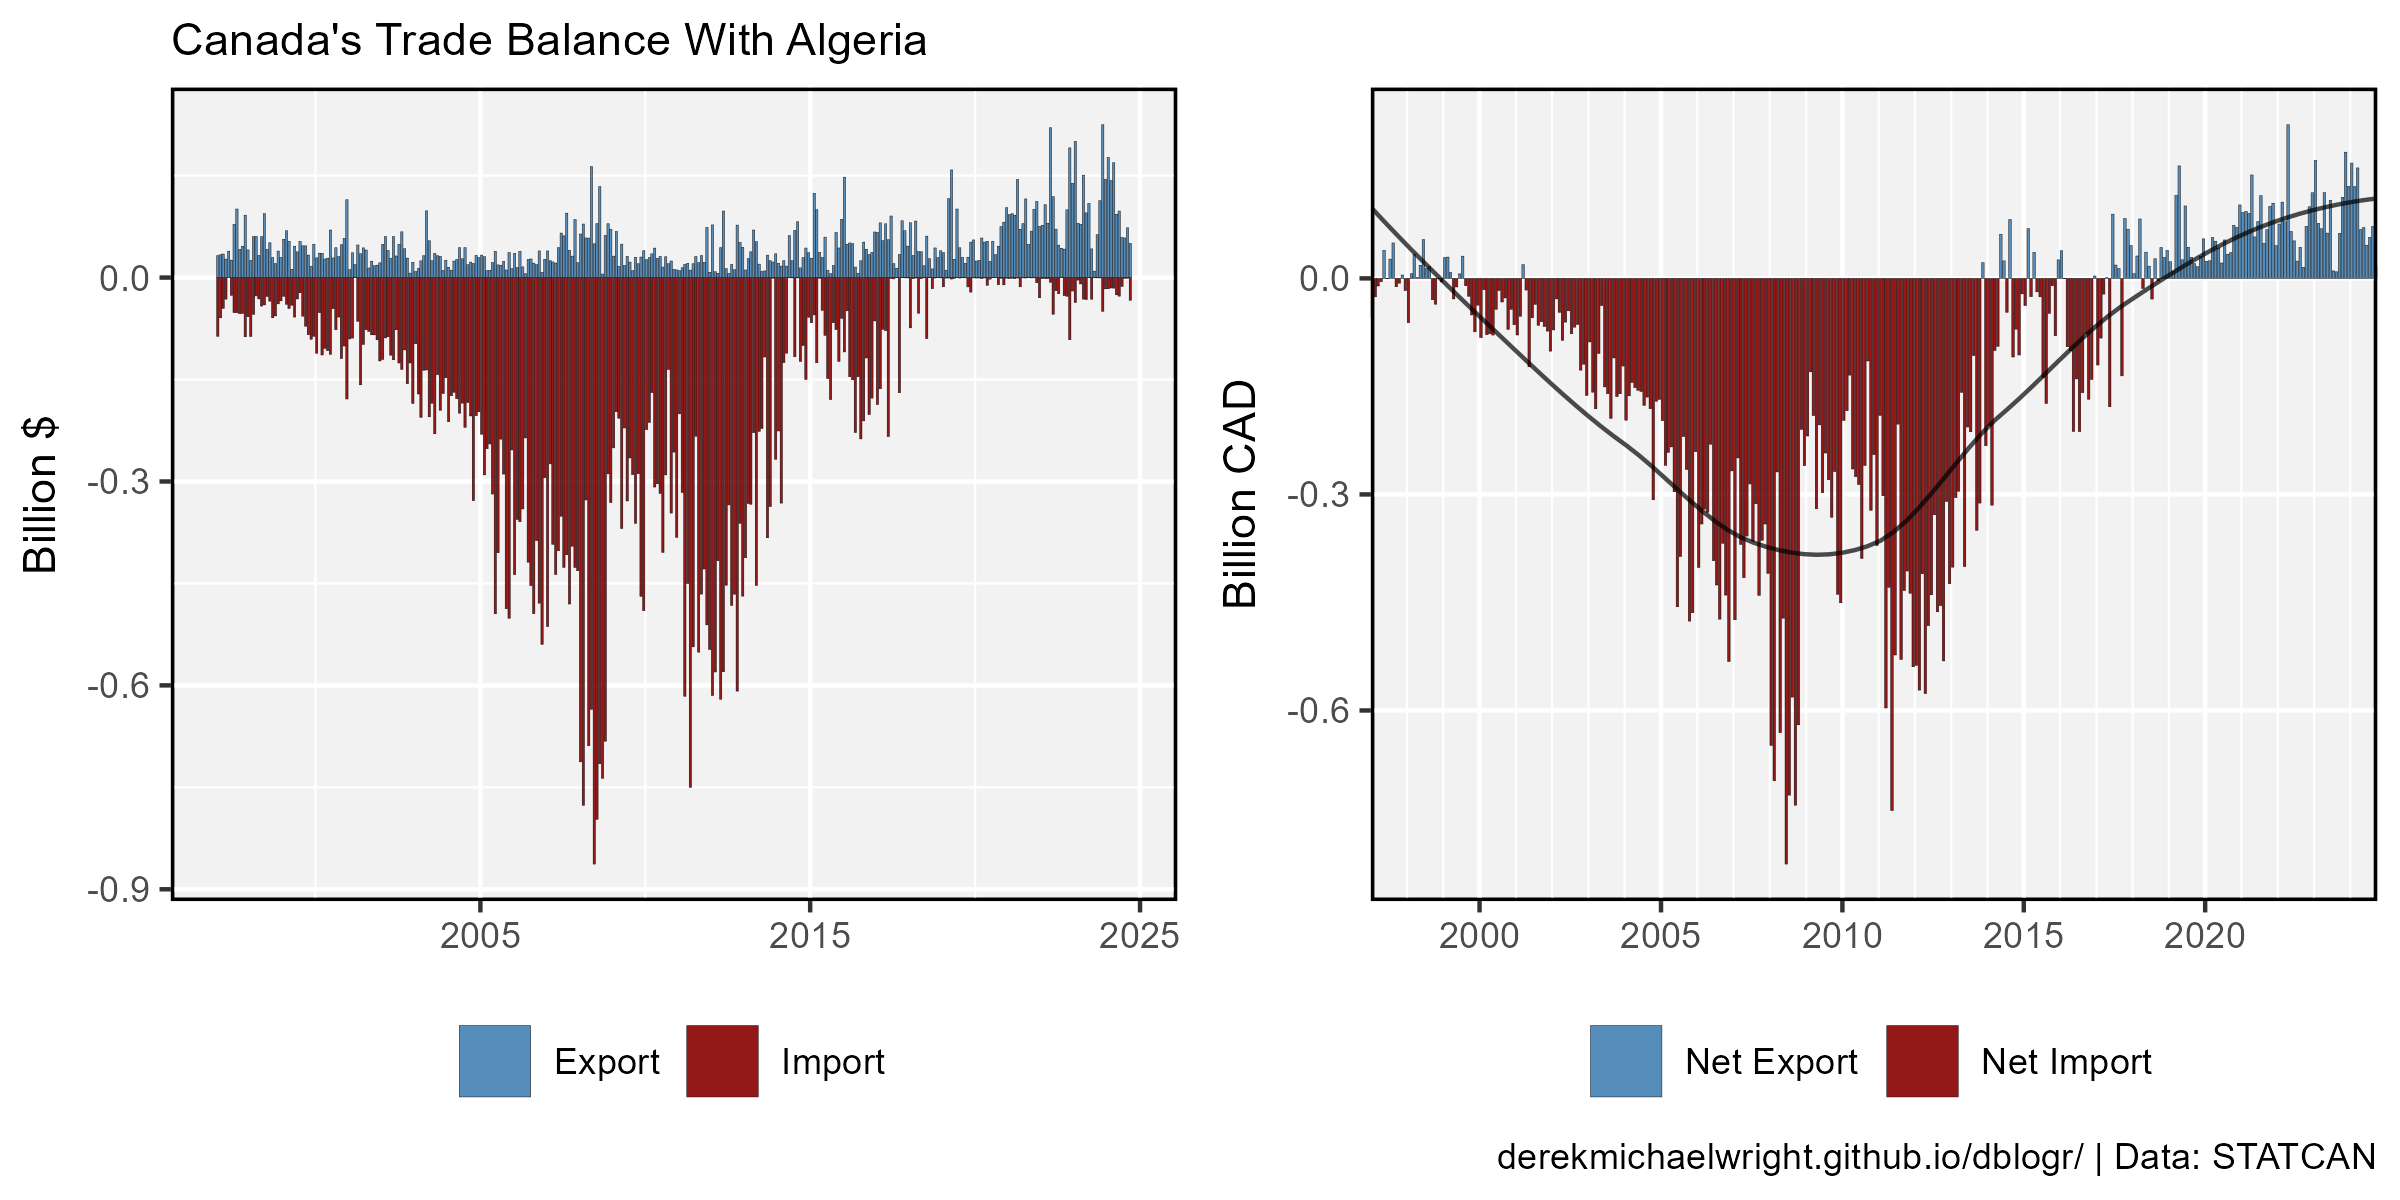 Canada's Trade Balance With Algeria
Billion $
0.0
-0.3
-0.6
-0.9
2005
2015
2025
Export
Import
Billion CAD
0.0
-0.3
-0.6
2000
2005
2010
2015
2020
Net Export
Net Import
derekmichaelwright.github.io/dblogr/ | Data: STATCAN